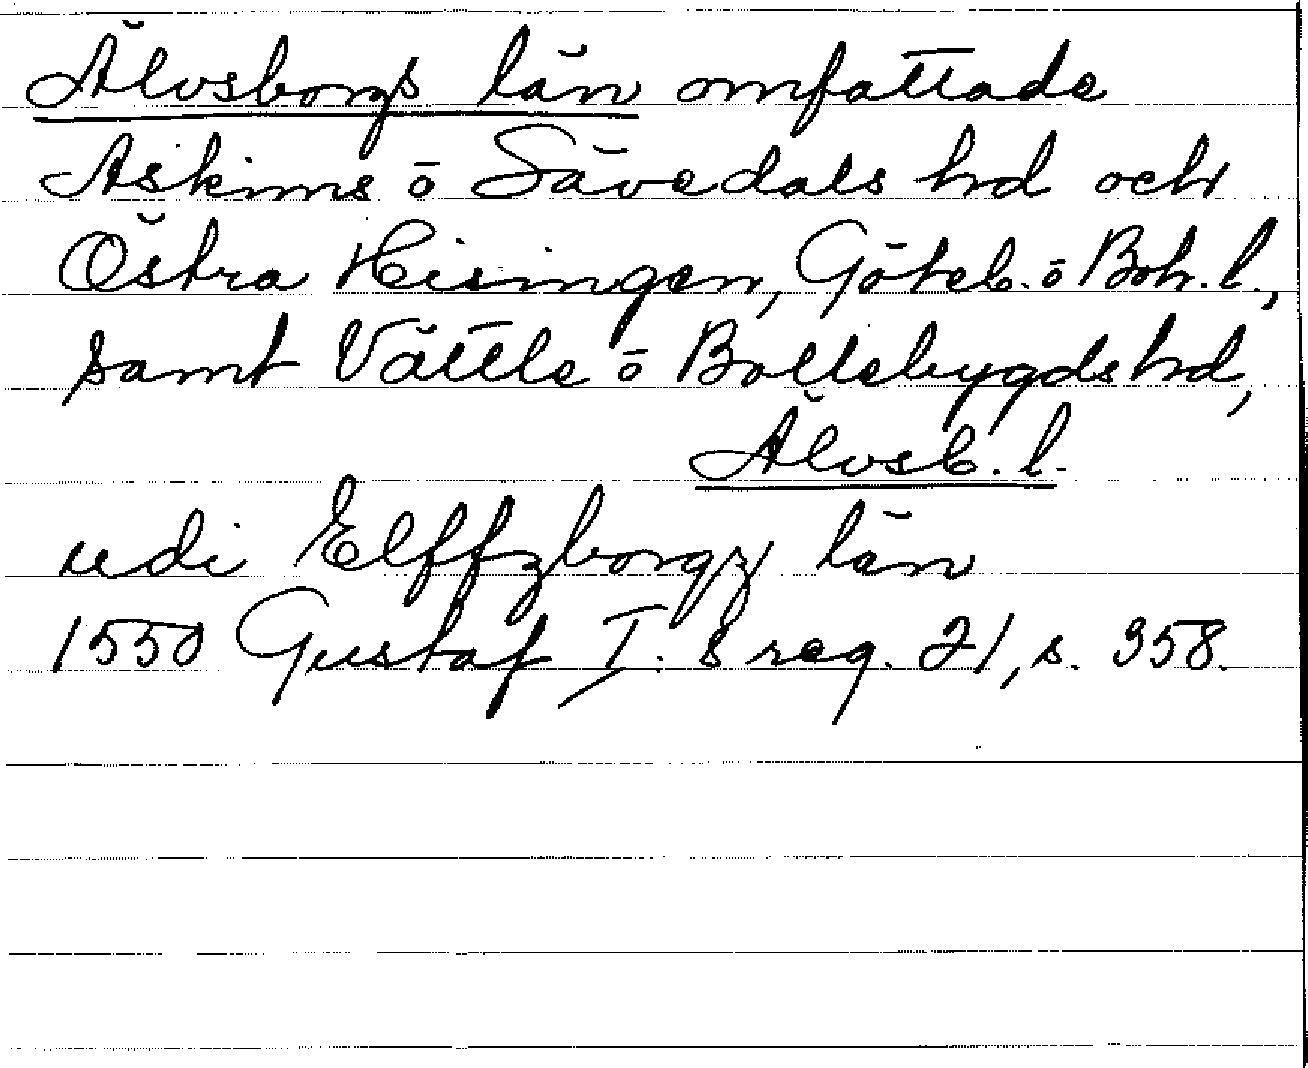 Älvsborgs län omfattade
Askims o Sävedals hd och
Östra Hisingen, Göteb. o Boh. l.,
samt Vättle o Bollebygds hd,
Älvsb. l.
udi Elffzborgz län
1550 Gustaf I:s reg. 21, s. 358.